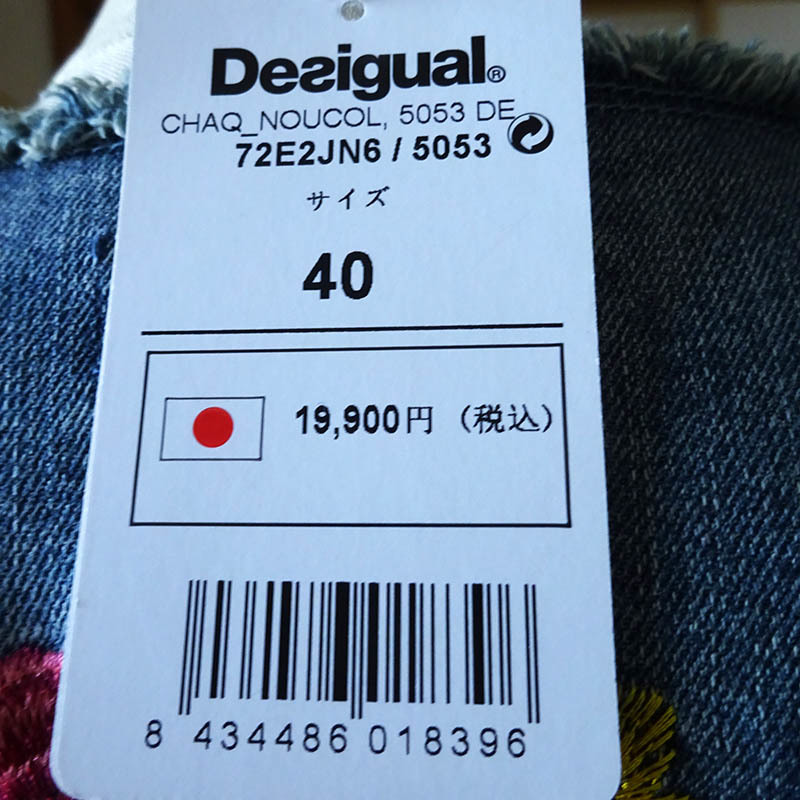 Desigual®
CHAQ_NOUCOL, 5053 DE
72E2JN6 / 5053
サイズ
40
19,900円 (税込)
8 434486 018396